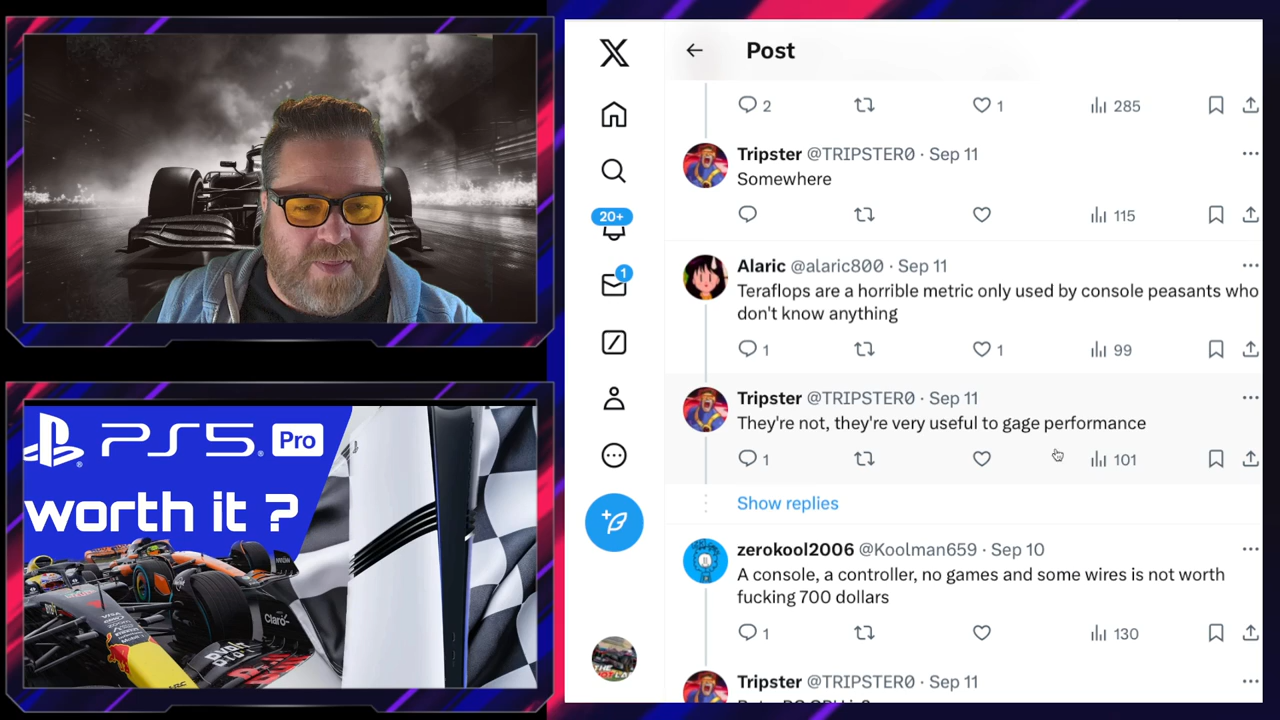 PS5 Pro
worth it ?
Claro
Post
2
1
285
Tripster @TRIPSTER0 · Sep 11
Somewhere
115
20+
1
Alaric @alaric800 · Sep 11
Teraflops are a horrible metric only used by console peasants who
don't know anything
1
1
99
Tripster @TRIPSTER0 · Sep 11
They're not, they're very useful to gage performance
1
101
Show replies
zerokool2006 @Koolman659 · Sep 10
A console, a controller, no games and some wires is not worth
fucking 700 dollars
1
130
Tripster @TRIPSTER0 · Sep 11